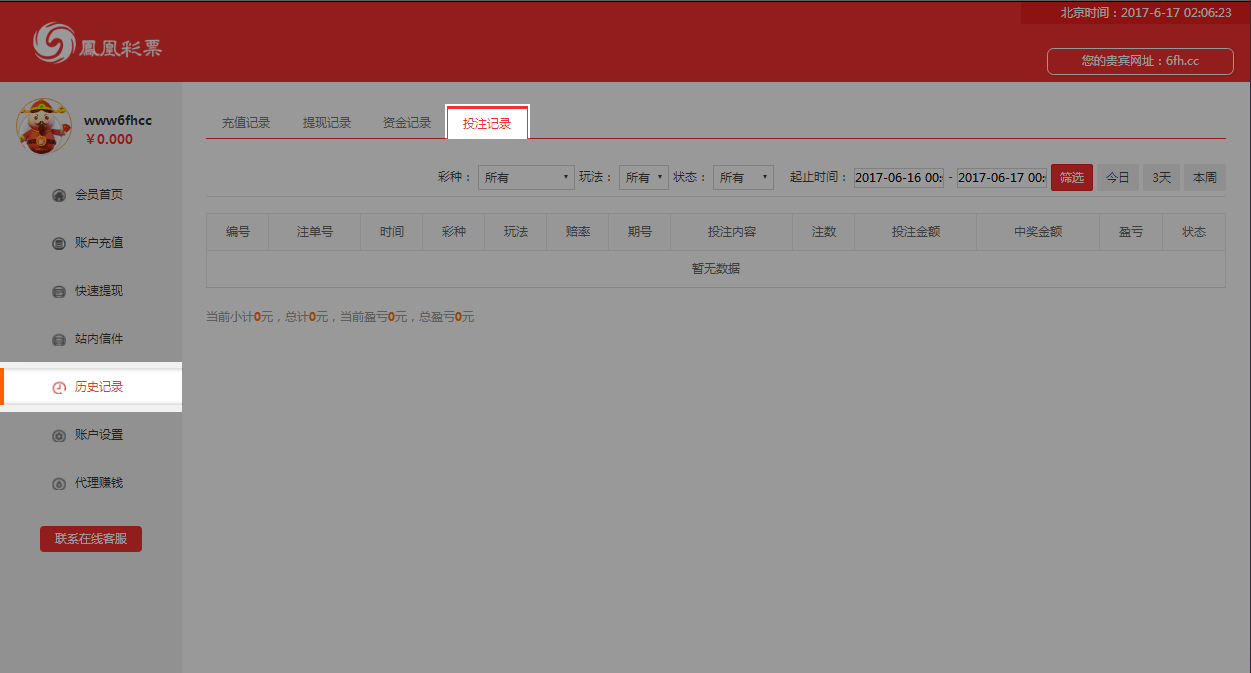 北京时间：2017-6-17 02:06:23
鳳凰彩票
您的贵宾网址：6fh.cc
www6fhcc
￥0.000
会员首页
账户充值
快速提现
站内信件
历史记录
账户设置
代理赚钱
联系在线客服
充值记录 提现记录 资金记录 投注记录
彩种： 所有 玩法： 所有 状态： 所有 起止时间： 2017-06-16 00: - 2017-06-17 00: 筛选 今日 3天 本周
编号 注单号 时间 彩种 玩法 赔率 期号 投注内容 注数 投注金额 中奖金额 盈亏 状态
暂无数据
当前小计0元，总计0元，当前盈亏0元，总盈亏0元